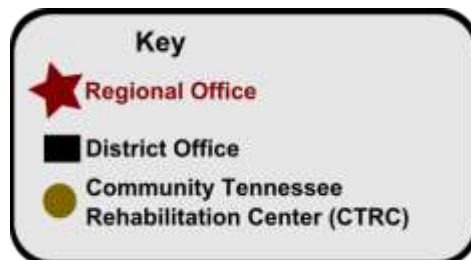 Key
Regional Office
District Office
Community Tennessee
Rehabilitation Center (CTRC)